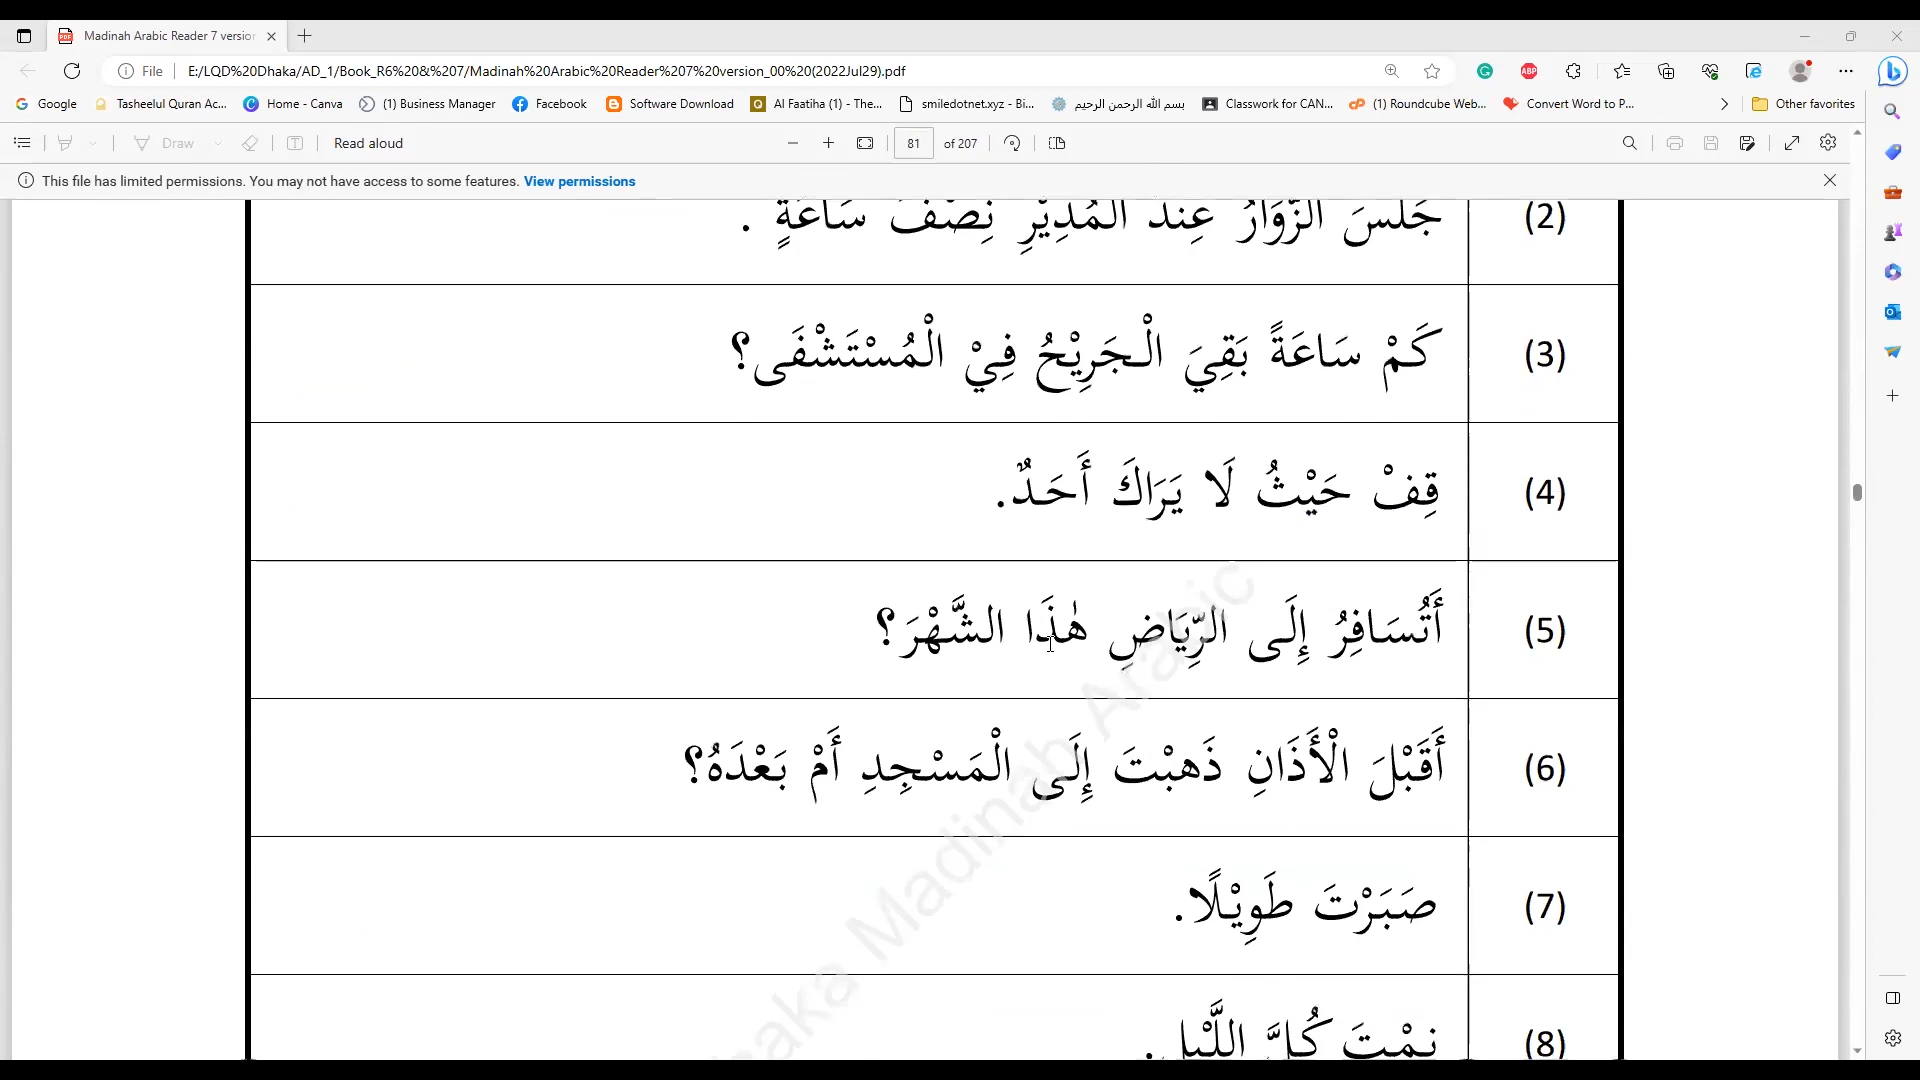 Madinah Arabic Reader 7 versio
File E:/LQD%20Dhaka/AD_1/Book_R6%20&%207/Madinah%20Arabic%20Reader%207%20version_00%20(2022Jul29).pdf
Google Tasheelul Quran Ac... Home - Canva (1) Business Manager Facebook Software Download Al Faatiha (1) - The... smiledotnet.xyz - Bi... بسم الله الرحمن الرحيم Classwork for CAN... (1) Roundcube Web... Convert Word to P... Other favorites
Draw Read aloud 81 of 207
This file has limited permissions. You may not have access to some features. View permissions
(2) جَلَسَ الزُّوَّارُ عِنْدَ الْمُدِيْرِ نِصْفَ سَاعَةٍ .
(3) كَمْ سَاعَةً بَقِيَ الْجَرِيْحُ فِيْ الْمُسْتَشْفَى؟
(4) قِفْ حَيْثُ لَا يَرَاكَ أَحَدٌ.
(5) أَتُسَافِرُ إِلَى الرِّيَاضِ هٰذَا الشَّهْرَ؟
(6) أَقَبْلَ الْأَذَانِ ذَهبْتَ إِلَى الْمَسْجِدِ أَمْ بَعْدَهُ؟
(7) صَبَرْتَ طَوِيْلًا.
(8) نِمْتَ كُلَّ اللَّيْلِ.
Madinah Arabic